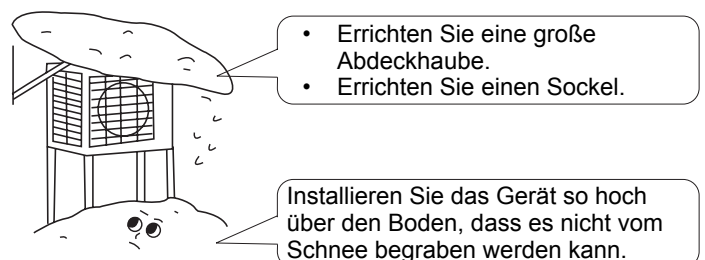 • Errichten Sie eine große
Abdeckhaube.
• Errichten Sie einen Sockel.
Installieren Sie das Gerät so hoch
über den Boden, dass es nicht vom
Schnee begraben werden kann.